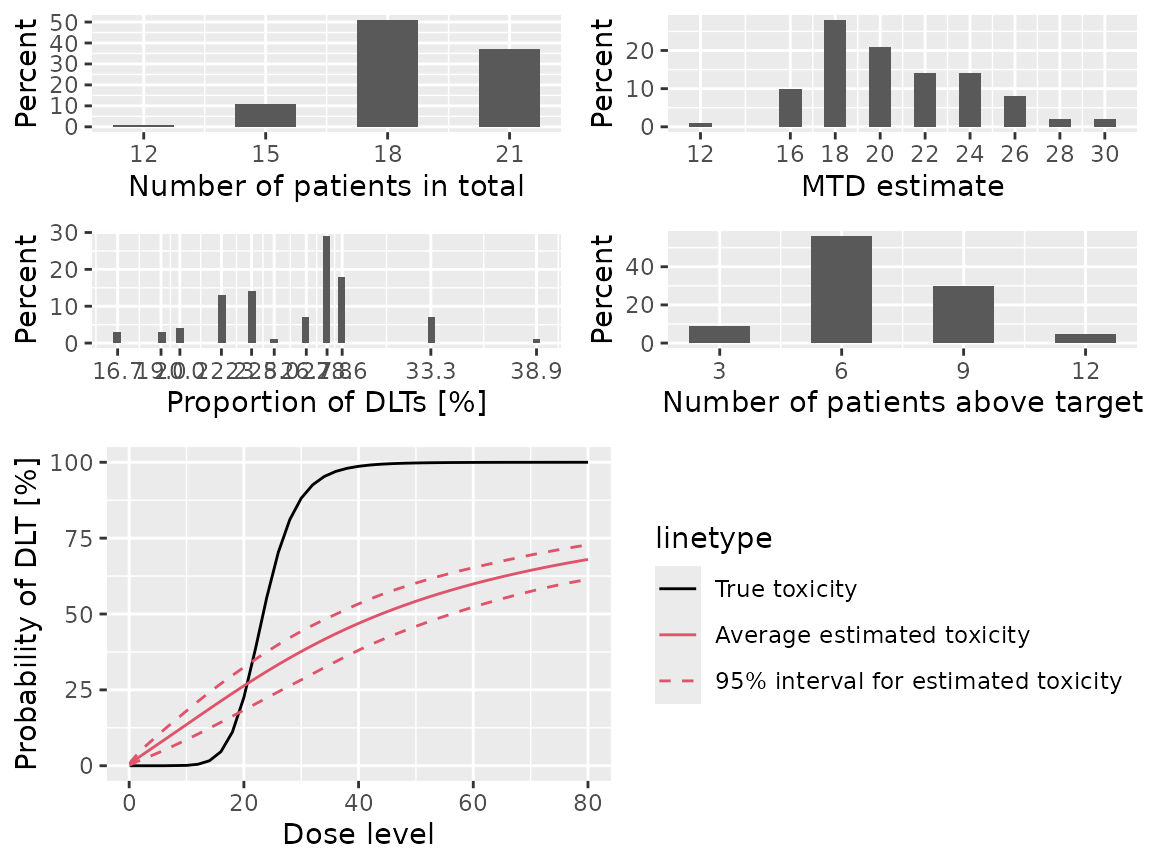 Percent
50
40
30
20
10
0
12 15 18 21
Number of patients in total
Percent
20
10
0
12 16 18 20 22 24 26 28 30
MTD estimate
Percent
30
20
10
0
16.7 33.3 38.9
Proportion of DLTs [%]
Percent
40
20
0
3 6 9 12
Number of patients above target
Probability of DLT [%]
100
75
50
25
0
0 20 40 60 80
Dose level
linetype
True toxicity
Average estimated toxicity
95% interval for estimated toxicity